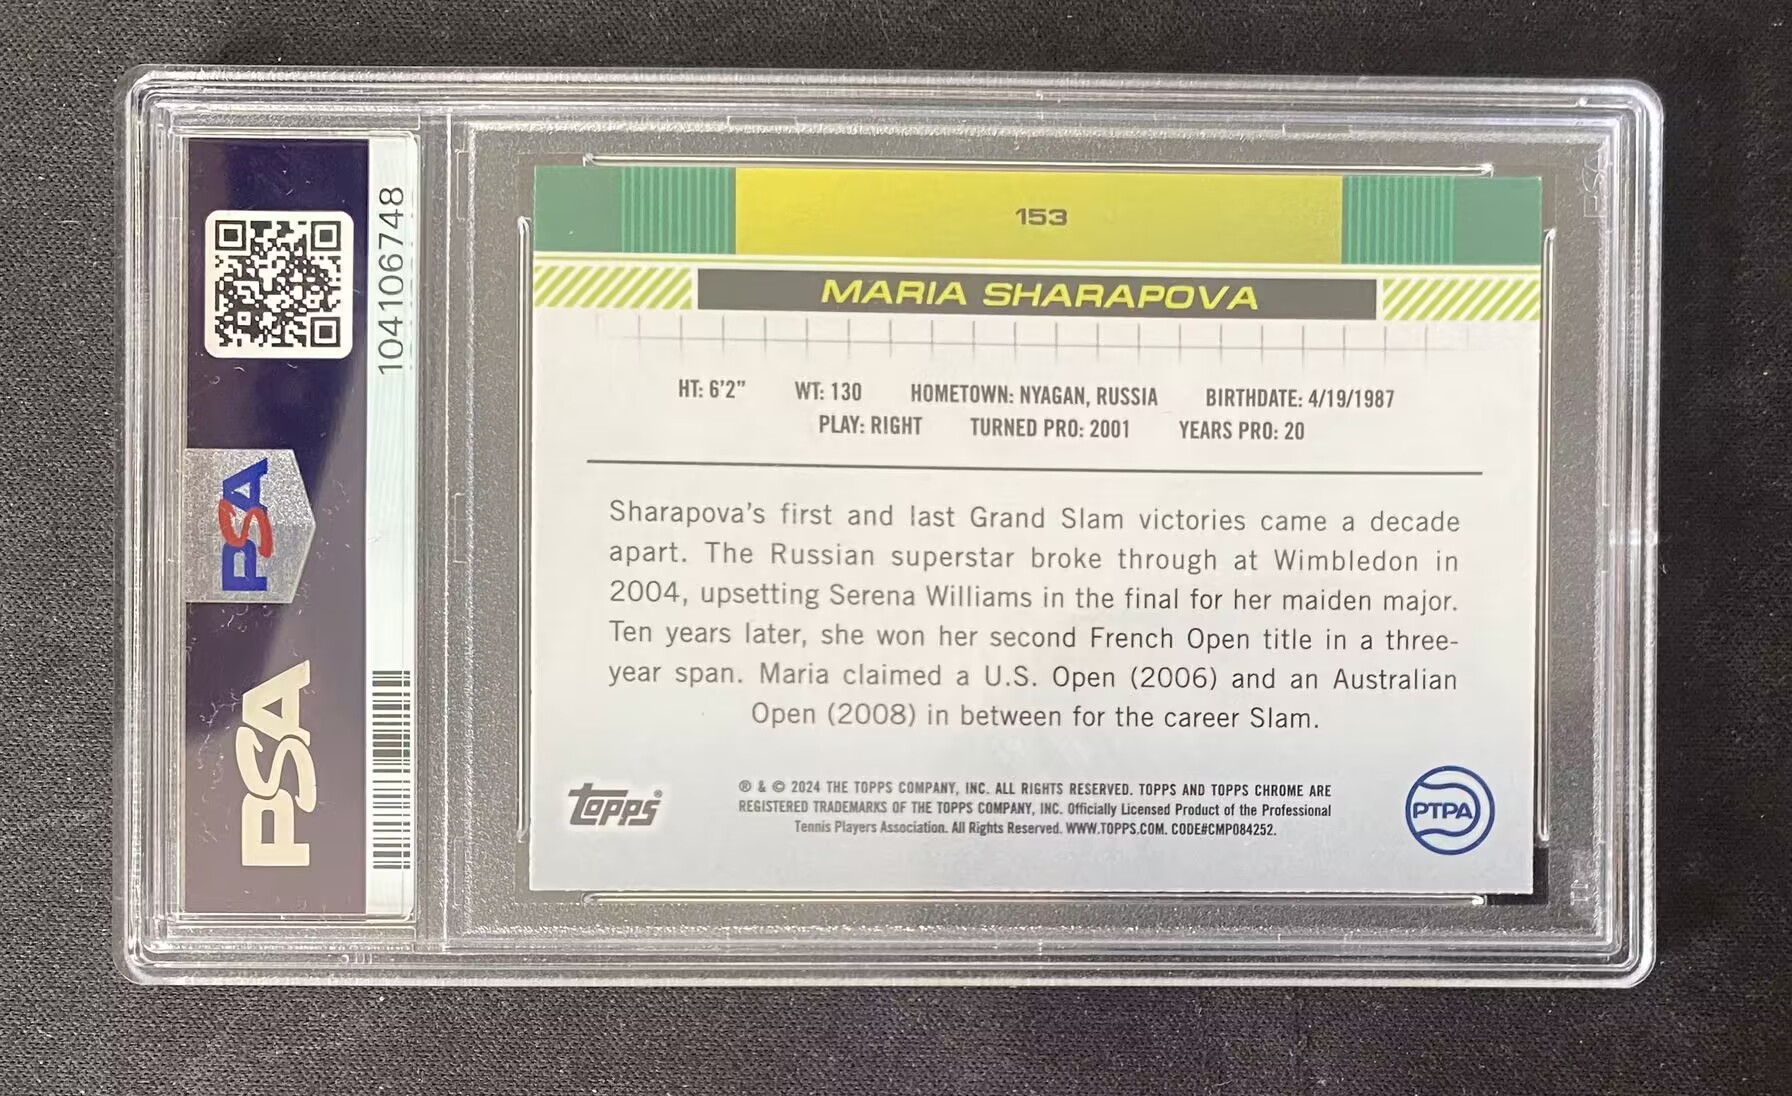 153
MARIA SHARAPOVA
HT: 6'2" WT: 130 HOMETOWN: NYAGAN, RUSSIA BIRTHDATE: 4/19/1987
PLAY: RIGHT TURNED PRO: 2001 YEARS PRO: 20
Sharapova's first and last Grand Slam victories came a decade
apart. The Russian superstar broke through at Wimbledon in
2004, upsetting Serena Williams in the final for her maiden major.
Ten years later, she won her second French Open title in a three-
year span. Maria claimed a U.S. Open (2006) and an Australian
Open (2008) in between for the career Slam.
topps®
® & © 2024 THE TOPPS COMPANY, INC. ALL RIGHTS RESERVED. TOPPS AND TOPPS CHROME ARE
REGISTERED TRADEMARKS OF THE TOPPS COMPANY, INC. Officially Licensed Product of the Professional
Tennis Players Association. All Rights Reserved. WWW.TOPPS.COM. CODE#CMP084252.
PTPA
104106748
PSA
PSA